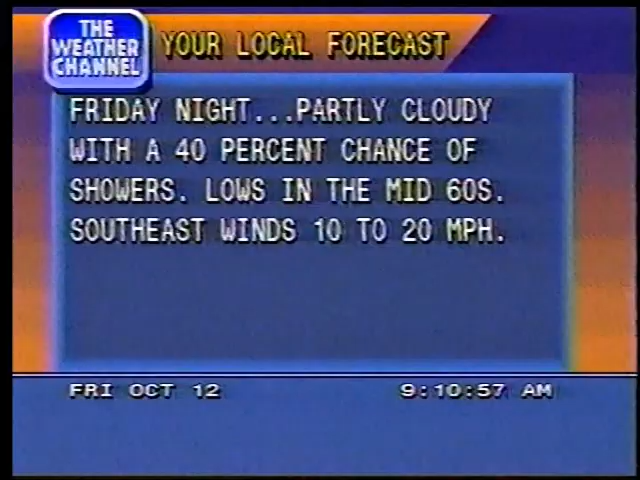 THE
WEATHER
CHANNEL
YOUR LOCAL FORECAST
FRIDAY NIGHT...PARTLY CLOUDY
WITH A 40 PERCENT CHANCE OF
SHOWERS. LOWS IN THE MID 60S.
SOUTHEAST WINDS 10 TO 20 MPH.
FRI OCT 12 9:10:57 AM